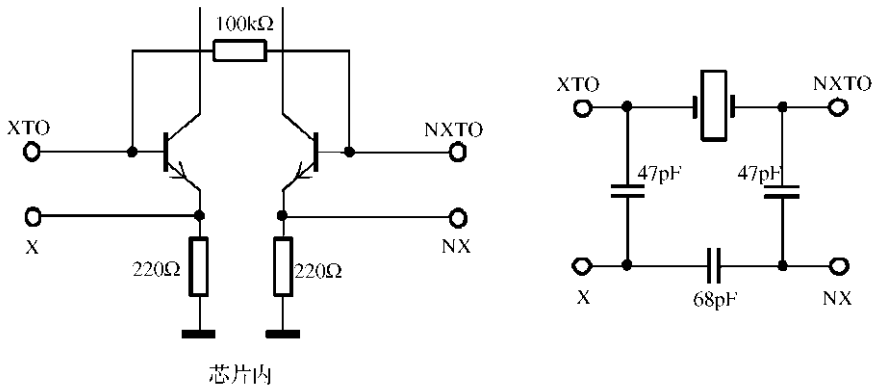 100kΩ
XTO
NXTO
X
NX
220Ω
220Ω
芯片内
XTO
NXTO
47pF
47pF
X
68pF
NX